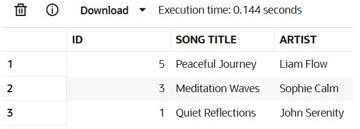 Download Execution time: 0.144 seconds
ID SONG TITLE ARTIST
1 5 Peaceful Journey Liam Flow
2 3 Meditation Waves Sophie Calm
3 1 Quiet Reflections John Serenity